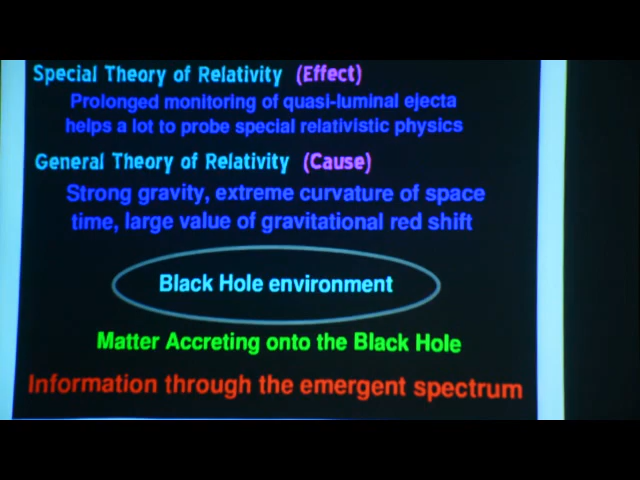 Special Theory of Relativity (Effect)
Prolonged monitoring of quasi-luminal ejecta
helps a lot to probe special relativistic physics
General Theory of Relativity (Cause)
Strong gravity, extreme curvature of space
time, large value of gravitational red shift
Black Hole environment
Matter Accreting onto the Black Hole
Information through the emergent spectrum